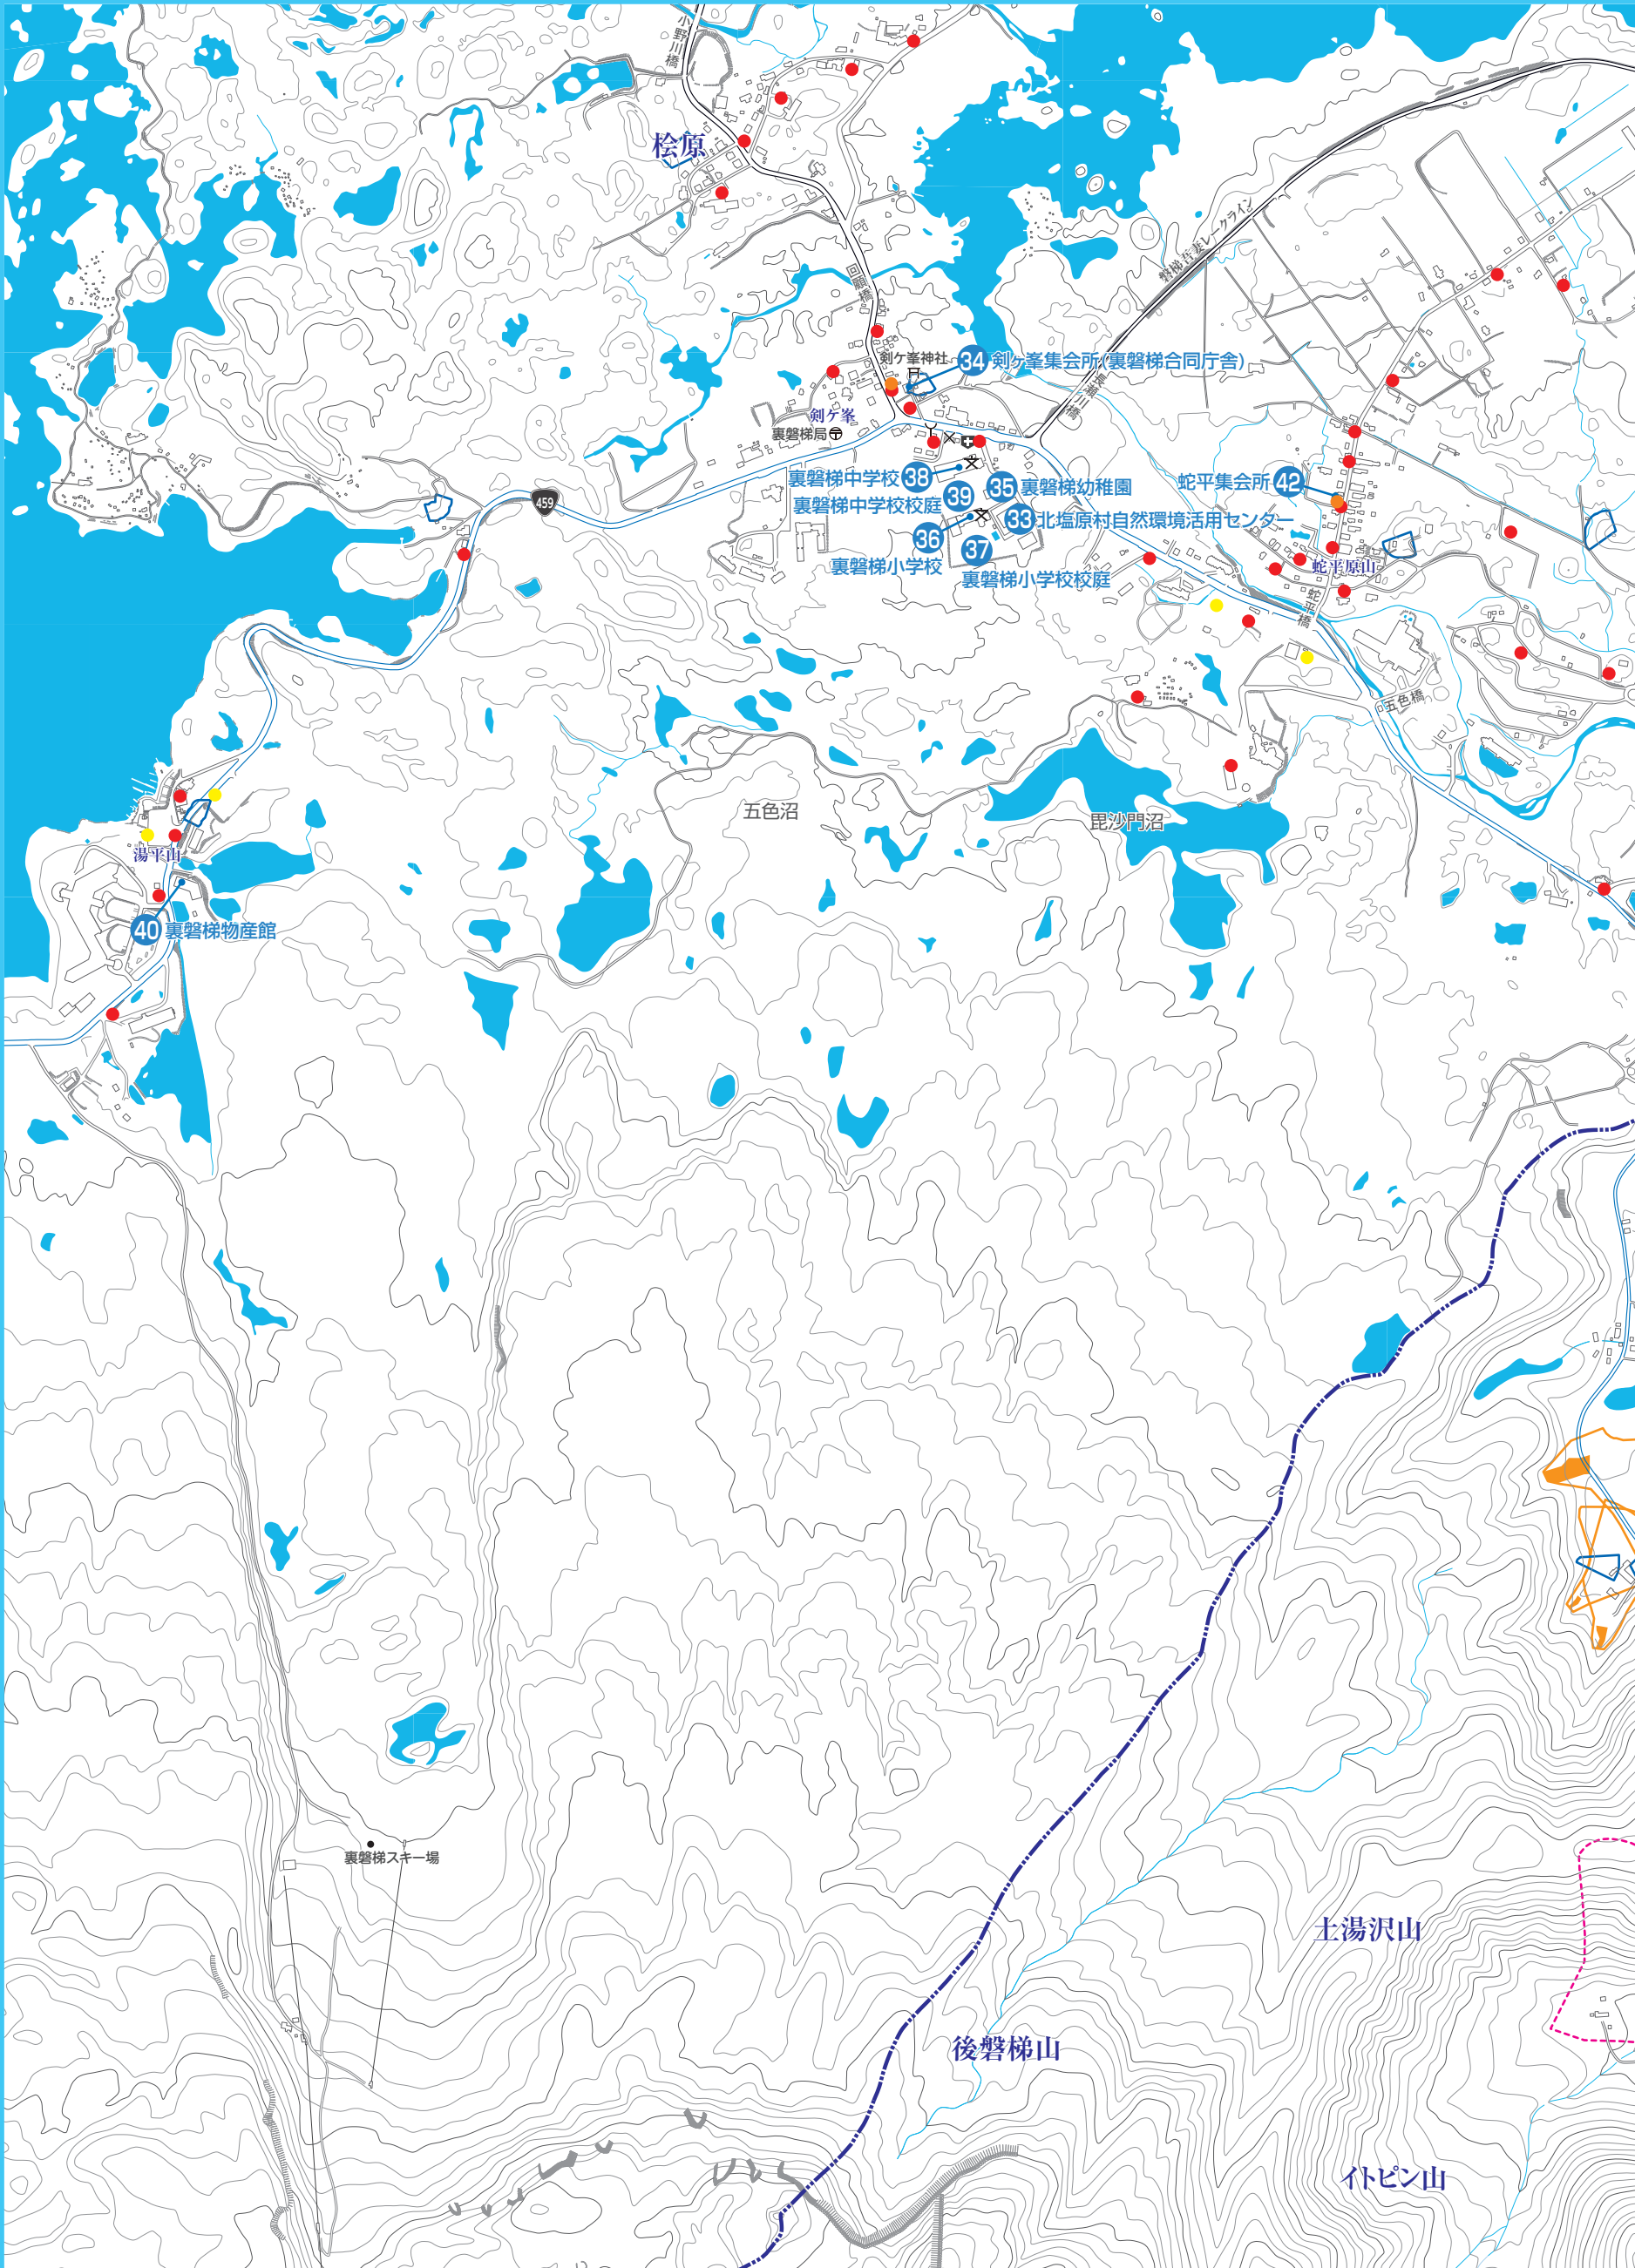 小野川橋
桧原
磐梯吾妻レークライン
回顧橋
剣ケ峯神社
34 剣ヶ峯集会所(裏磐梯合同庁舎)
長瀬川橋
剣ケ峯
裏磐梯局
裏磐梯中学校 38
35 裏磐梯幼稚園
蛇平集会所 42
裏磐梯中学校校庭 39
459
33 北塩原村自然環境活用センター
36
裏磐梯小学校
37
裏磐梯小学校校庭
蛇平原山
蛇平橋
五色橋
五色沼
毘沙門沼
湯平山
40 裏磐梯物産館
裏磐梯スキー場
土湯沢山
後磐梯山
イトピン山